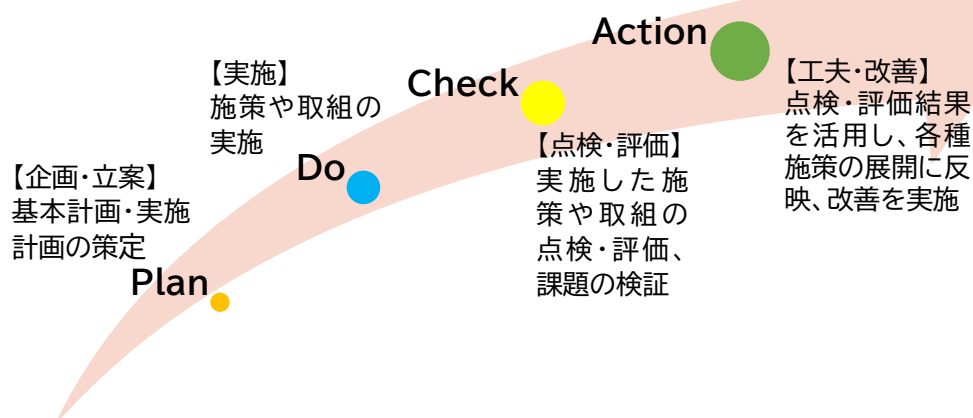 Plan
【企画・立案】
基本計画・実施
計画の策定
Do
【実施】
施策や取組の
実施
Check
【点検・評価】
実施した施
策や取組の
点検・評価、
課題の検証
Action
【工夫・改善】
点検・評価結果
を活用し、各種
施策の展開に反
映、改善を実施